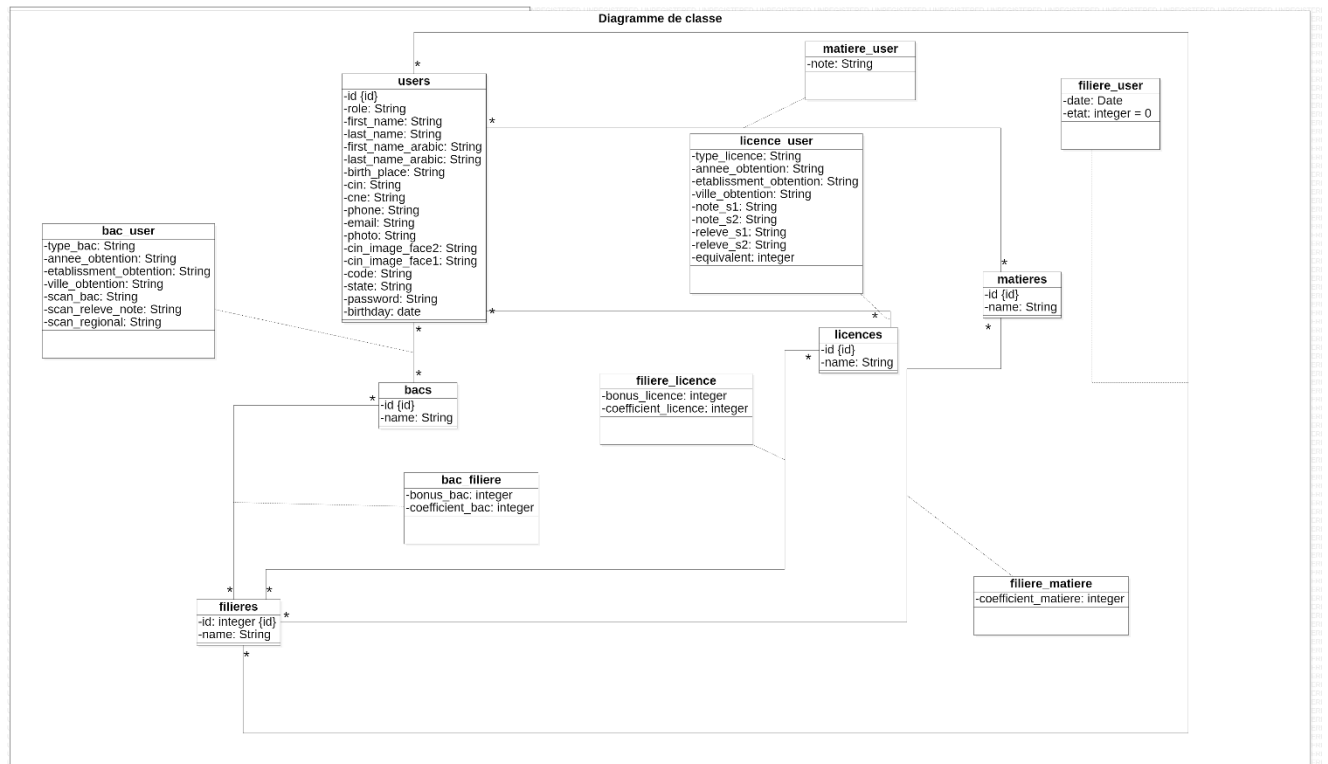 Diagramme de classe
matiere_user
-note: String
users
-id {id}
-role: String
-first_name: String
-last_name: String
-first_name_arabic: String
-last_name_arabic: String
-birth_place: String
-cin: String
-cne: String
-phone: String
-email: String
-photo: String
-cin_image_face2: String
-cin_image_face1: String
-code: String
-state: String
-password: String
-birthday: date
filiere_user
-date: Date
-etat: integer = 0
licence_user
-type_licence: String
-annee_obtention: String
-etablissment_obtention: String
-ville_obtention: String
-note_s1: String
-note_s2: String
-releve_s1: String
-releve_s2: String
-equivalent: integer
bac_user
-type_bac: String
-annee_obtention: String
-etablissment_obtention: String
-ville_obtention: String
-scan_bac: String
-scan_releve_note: String
-scan_regional: String
matieres
-id {id}
-name: String
licences
-id {id}
-name: String
bacs
-id {id}
-name: String
filiere_licence
-bonus_licence: integer
-coefficient_licence: integer
bac_filiere
-bonus_bac: integer
-coefficient_bac: integer
filiere_matiere
-coefficient_matiere: integer
filieres
-id: integer {id}
-name: String